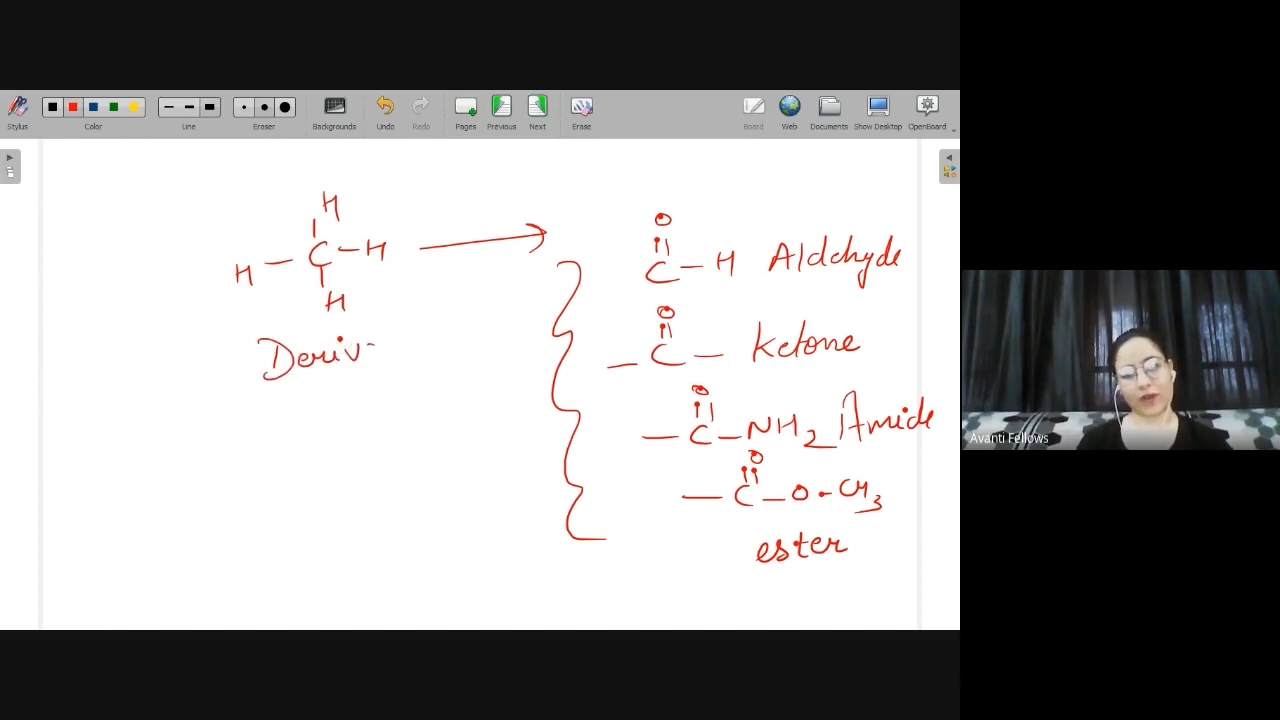 Stylus Color Line Eraser Backgrounds Undo Redo Pages Previous Next Erase Board Web Documents Show Desktop OpenBoard
H
H – C – H
H
Deriv
O
C – H Aldehyde
O
– C – Ketone
O
– C – NH2 Amide
O
– C – O - CH3
ester
Avanti Fellows